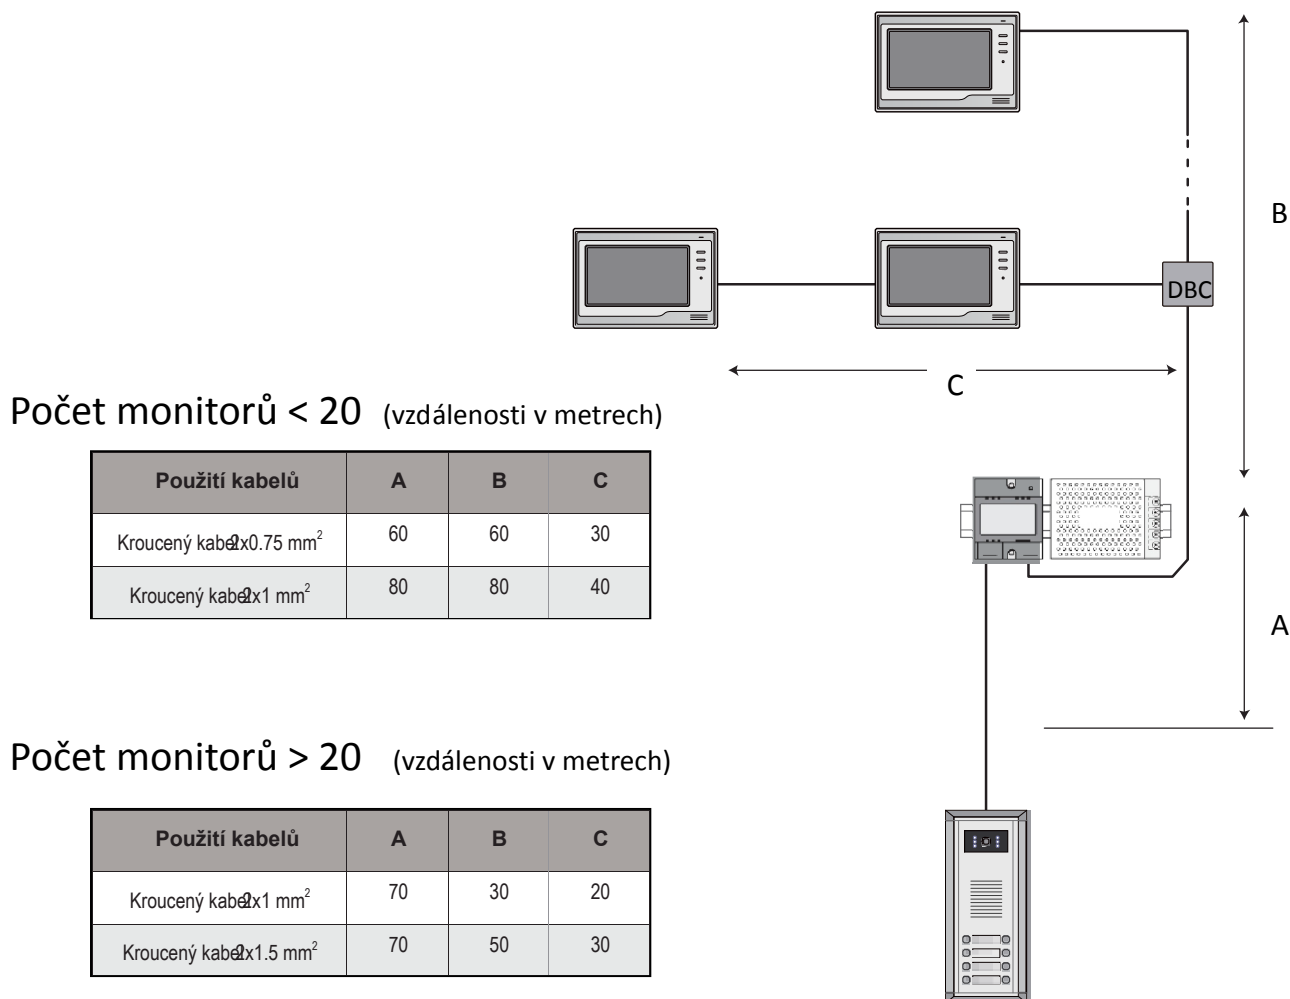 B
DBC
C
Počet monitorů < 20 (vzdálenosti v metrech)
Použití kabelů A B C
Kroucený kabel 2x0.75 mm² 60 60 30
Kroucený kabel 2x1 mm² 80 80 40
A
Počet monitorů > 20 (vzdálenosti v metrech)
Použití kabelů A B C
Kroucený kabel 2x1 mm² 70 30 20
Kroucený kabel 2x1.5 mm² 70 50 30